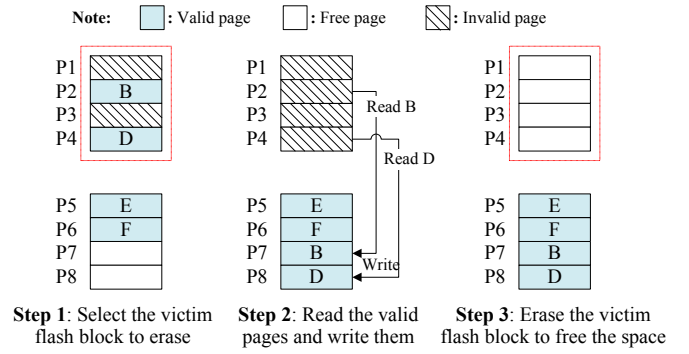 Note: : Valid page : Free page : Invalid page
P1
P2 B
P3
P4 D
P5 E
P6 F
P7
P8
Step 1: Select the victim
flash block to erase
P1
P2
P3
P4
Read B
Read D
P5 E
P6 F
P7 B
P8 D
Write
Step 2: Read the valid
pages and write them
P1
P2
P3
P4
P5 E
P6 F
P7 B
P8 D
Step 3: Erase the victim
flash block to free the space